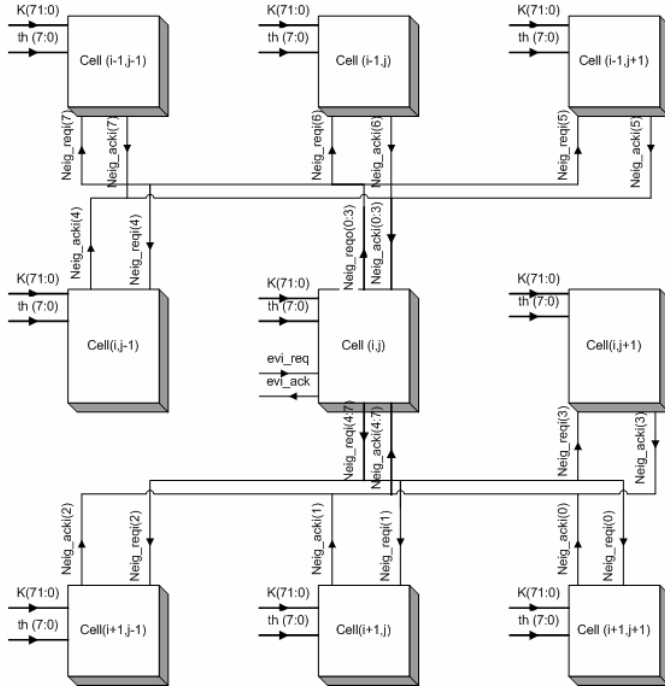 K(71:0)
th (7:0)
Cell (i-1,j-1)
K(71:0)
th (7:0)
Cell (i-1,j)
K(71:0)
th (7:0)
Cell (i-1,j+1)
Neig_reqi(7)
Neig_acki(7)
Neig_reqi(6)
Neig_acki(6)
Neig_reqi(5)
Neig_acki(5)
Neig_acki(4)
Neig_reqi(4)
Neig_reqo(0:3)
Neig_acki(0:3)
K(71:0)
th (7:0)
Cell(i,j-1)
K(71:0)
th(7:0)
Cell (i,j)
evi_req
evi_ack
K(71:0)
th (7:0)
Cell(i,j+1)
Neig_reqi(4:7)
Neig_acki(4:7)
Neig_reqi(3)
Neig_acki(3)
Neig_acki(2)
Neig_reqi(2)
Neig_acki(1)
Neig_reqi(1)
Neig_acki(0)
Neig_reqi(0)
K(71:0)
th (7:0)
Cell(i+1,j-1)
K(71:0)
th (7:0)
Cell(i+1,j)
K(71:0)
th (7:0)
Cell (i+1,j+1)